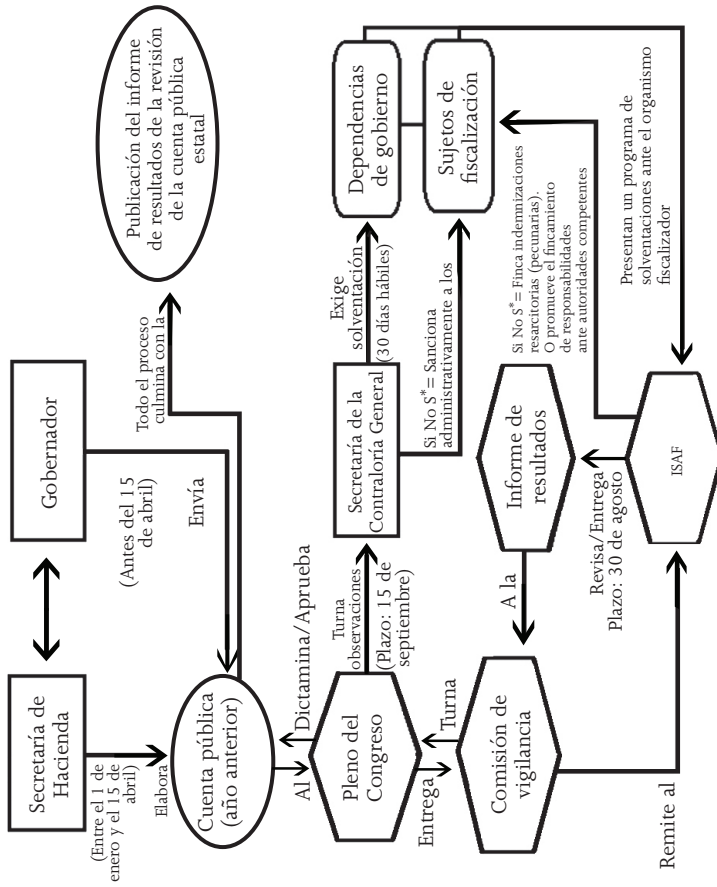 Secretaría de
Hacienda
Gobernador
Publicación del informe
de resultados de la revisión
de la cuenta pública
estatal
(Entre el 1 de
enero y el 15 de
abril)
Elabora
(Antes del 15
de abril)
Envía
Todo el proceso
culmina con la
Cuenta pública
(año anterior)
Al
Dictamina/Aprueba
Pleno del
Congreso
Turna
observaciones
(Plazo: 15 de
septiembre)
Secretaría de la
Contraloría General
Exige
solventación
(30 días hábiles)
Dependencias
de gobierno
Si No S*= Sanciona
administrativamente a los
Sujetos de
fiscalización
Entrega
Turna
Comisión de
vigilancia
A la
Informe de
resultados
Si No S*= Finca indemnizaciones
resarcitorias (pecunarias).
O promueve el fincamiento
de responsabilidades
ante autoridades competentes
Revisa/Entrega
Plazo: 30 de agosto
Remite al
ISAF
Presentan un programa de
solventaciones ante el organismo
fiscalizador